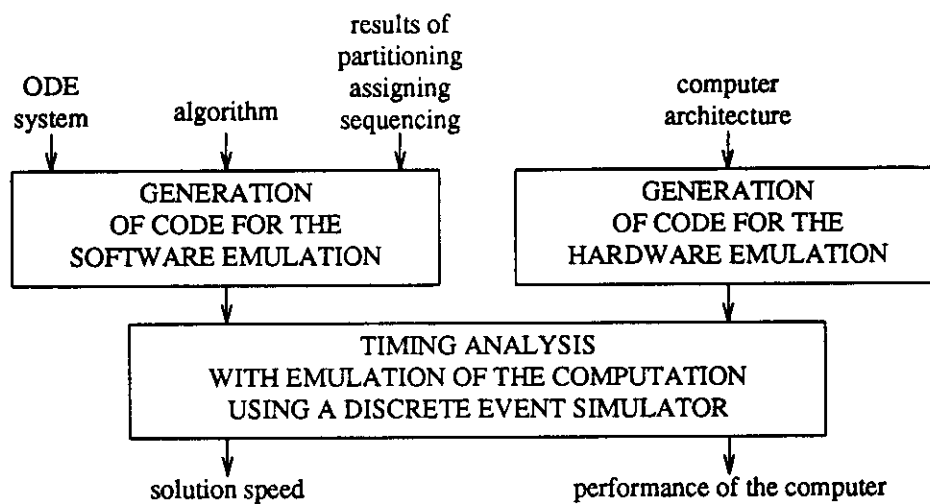 ODE
system
algorithm
results of
partitioning
assigning
sequencing
computer
architecture
GENERATION
OF CODE FOR THE
SOFTWARE EMULATION
GENERATION
OF CODE FOR THE
HARDWARE EMULATION
TIMING ANALYSIS
WITH EMULATION OF THE COMPUTATION
USING A DISCRETE EVENT SIMULATOR
solution speed
performance of the computer